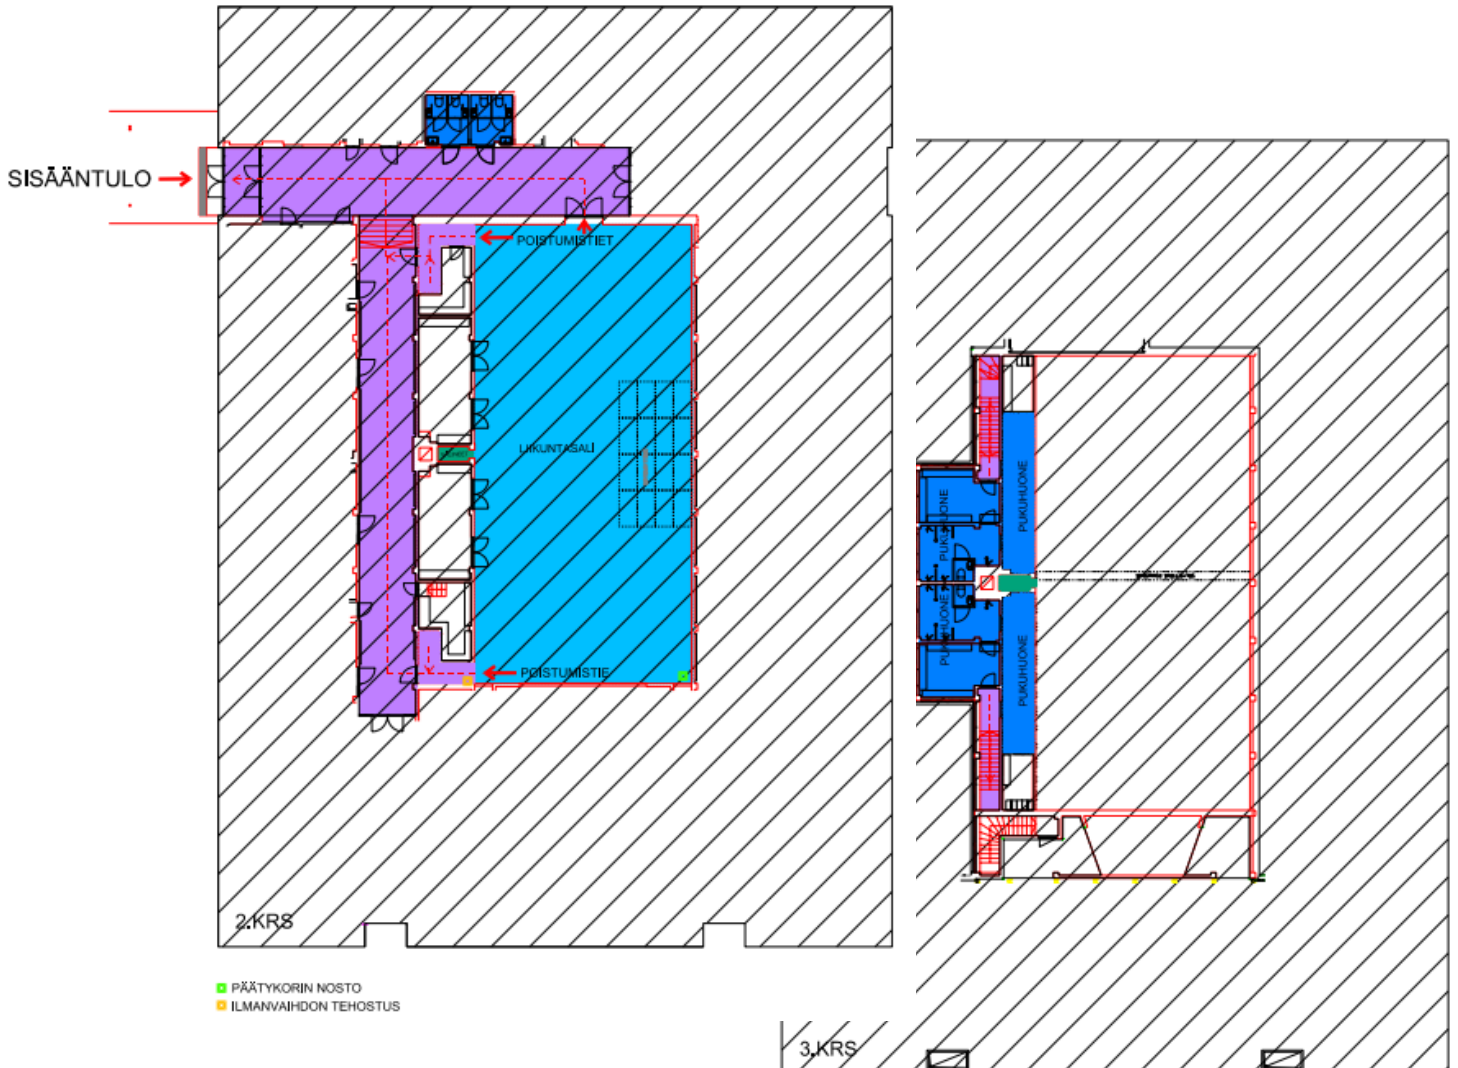 SISÄÄNTULO
POISTUMISTIET
LIIKUNTASALI
POISTUMISTIE
2.KRS
PÄÄTYKORIN NOSTO
ILMANVAIHDON TEHOSTUS
PUKUHUONE
PUKUHUONE
PUKUHUONE
PUKUHUONE
3.KRS